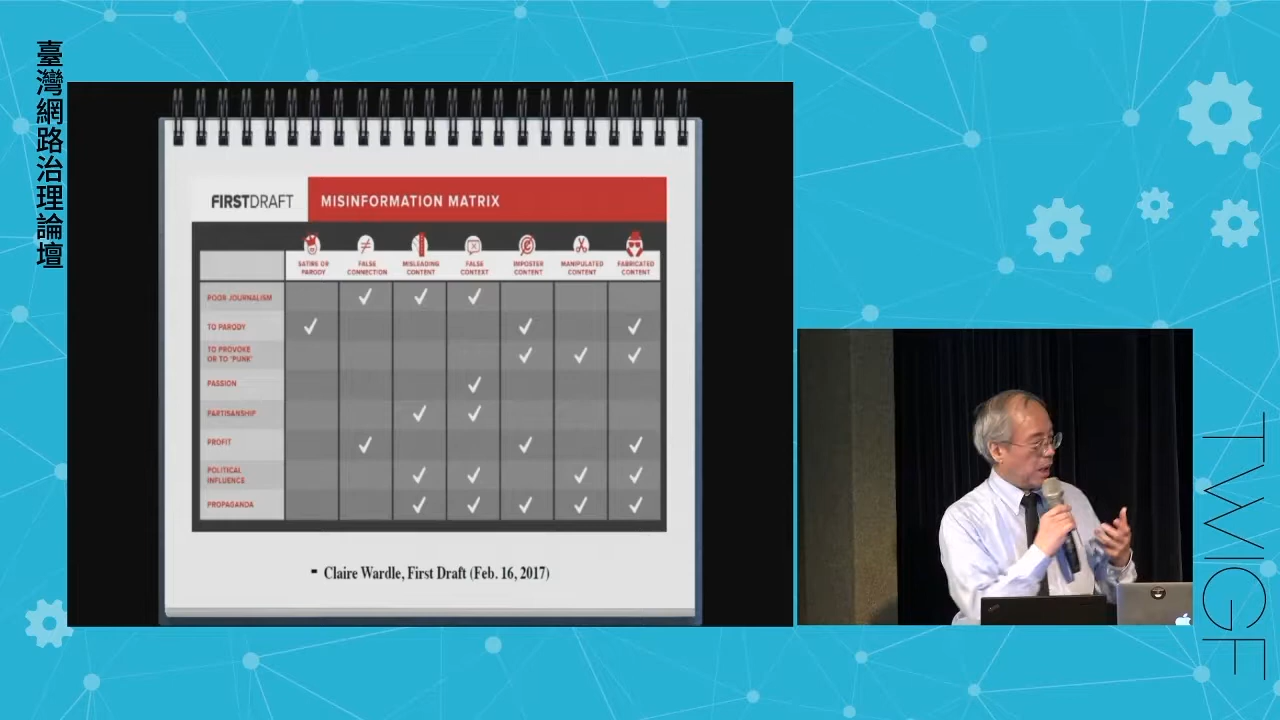 臺灣網路治理論壇
FIRSTDRAFT
MISINFORMATION MATRIX
SATIRE OR
PARODY
FALSE
CONNECTION
MISLEADING
CONTENT
FALSE
CONTEXT
IMPOSTER
CONTENT
MANIPULATED
CONTENT
FABRICATED
CONTENT
POOR JOURNALISM
TO PARODY
TO PROVOKE
OR TO 'PUNK'
PASSION
PARTISANSHIP
PROFIT
POLITICAL
INFLUENCE
PROPAGANDA
- Claire Wardle, First Draft (Feb. 16, 2017)
TWIGF